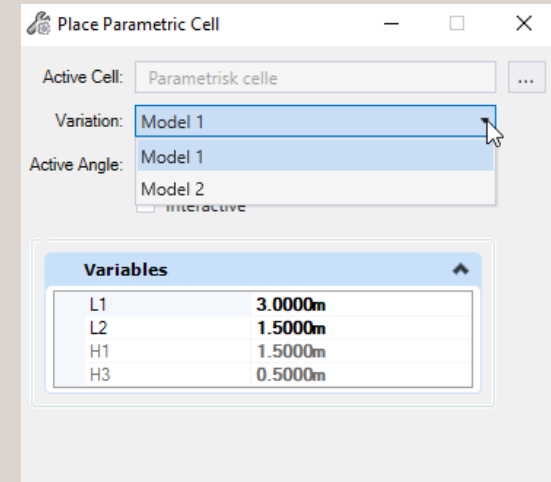 Place Parametric Cell
Active Cell: Parametrisk celle ...
Variation: Model 1
Active Angle: Model 1
Model 2
Interactive
Variables
L1 3.0000m
L2 1.5000m
H1 1.5000m
H3 0.5000m